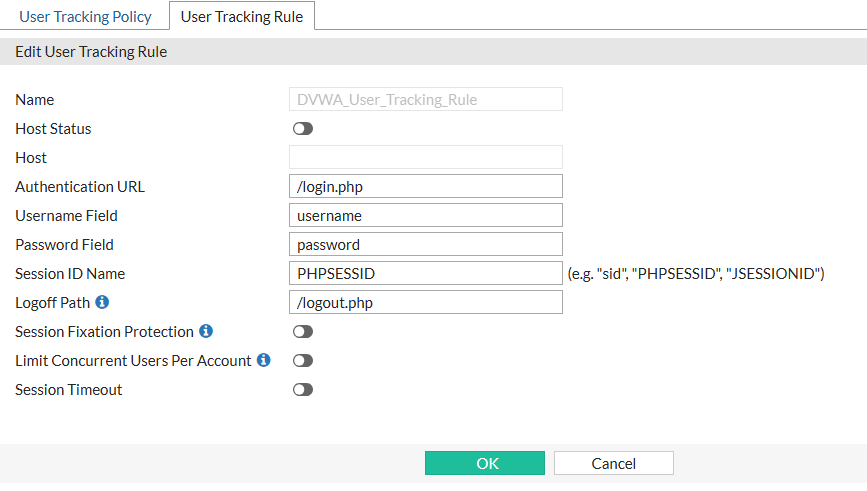 User Tracking Policy User Tracking Rule
Edit User Tracking Rule
Name DVWA_User_Tracking_Rule
Host Status
Host
Authentication URL /login.php
Username Field username
Password Field password
Session ID Name PHPSESSID (e.g. "sid", "PHPSESSID", "JSESSIONID")
Logoff Path i /logout.php
Session Fixation Protection i
Limit Concurrent Users Per Account i
Session Timeout
OK Cancel